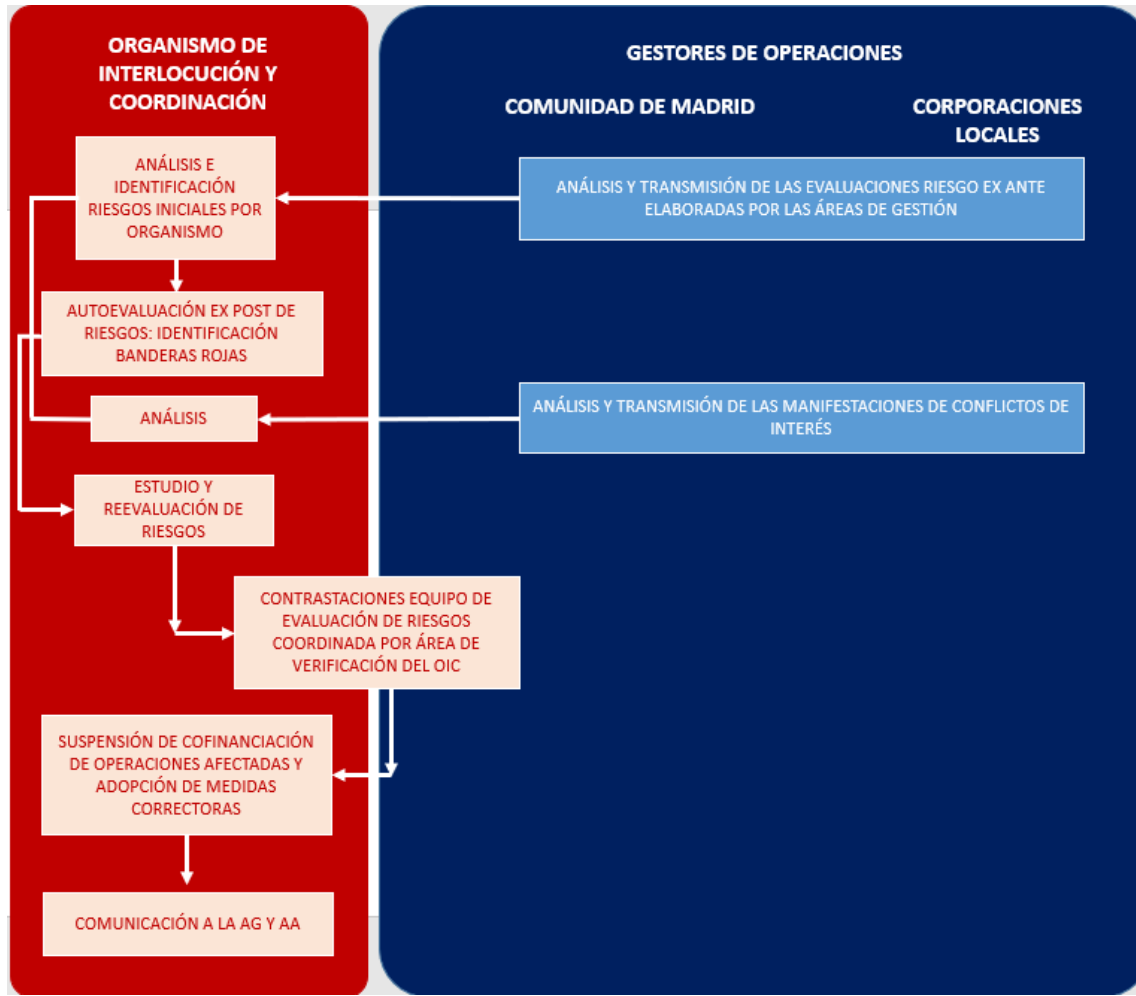 ORGANISMO DE
INTERLOCUCIÓN Y
COORDINACIÓN
GESTORES DE OPERACIONES
COMUNIDAD DE MADRID
CORPORACIONES
LOCALES
ANÁLISIS E
IDENTIFICACIÓN
RIESGOS INICIALES POR
ORGANISMO
ANÁLISIS Y TRANSMISIÓN DE LAS EVALUACIONES RIESGO EX ANTE
ELABORADAS POR LAS ÁREAS DE GESTIÓN
AUTOEVALUACIÓN EX POST DE
RIESGOS: IDENTIFICACIÓN
BANDERAS ROJAS
ANÁLISIS
ANÁLISIS Y TRANSMISIÓN DE LAS MANIFESTACIONES DE CONFLICTOS DE
INTERÉS
ESTUDIO Y
REEVALUACIÓN DE
RIESGOS
CONTRASTACIONES EQUIPO DE
EVALUACIÓN DE RIESGOS
COORDINADA POR ÁREA DE
VERIFICACIÓN DEL OIC
SUSPENSIÓN DE COFINANCIACIÓN
DE OPERACIONES AFECTADAS Y
ADOPCIÓN DE MEDIDAS
CORRECTORAS
COMUNICACIÓN A LA AG Y AA